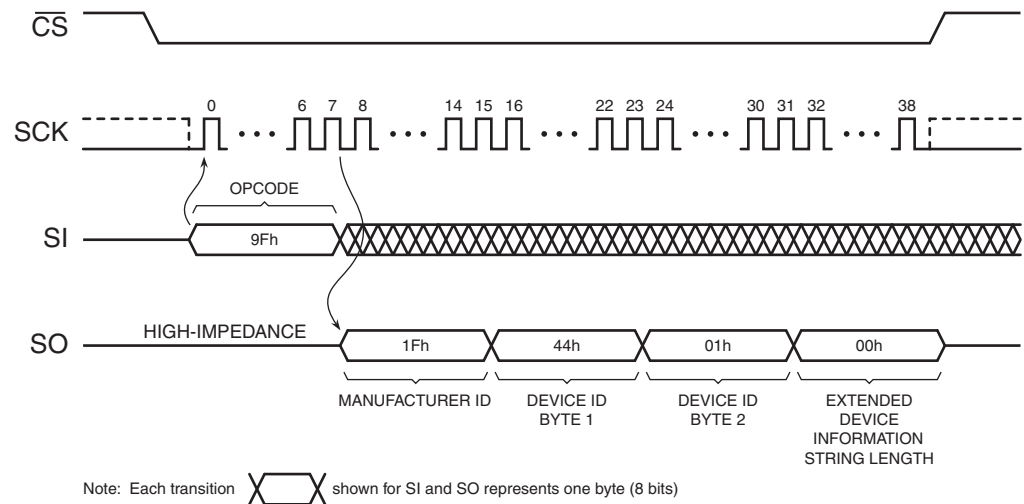 CS
SCK
0 6 7 8 14 15 16 22 23 24 30 31 32 38
OPCODE
SI
9Fh
HIGH-IMPEDANCE
SO
1Fh 44h 01h 00h
MANUFACTURER ID
DEVICE ID
BYTE 1
DEVICE ID
BYTE 2
EXTENDED
DEVICE
INFORMATION
STRING LENGTH
Note: Each transition shown for SI and SO represents one byte (8 bits)